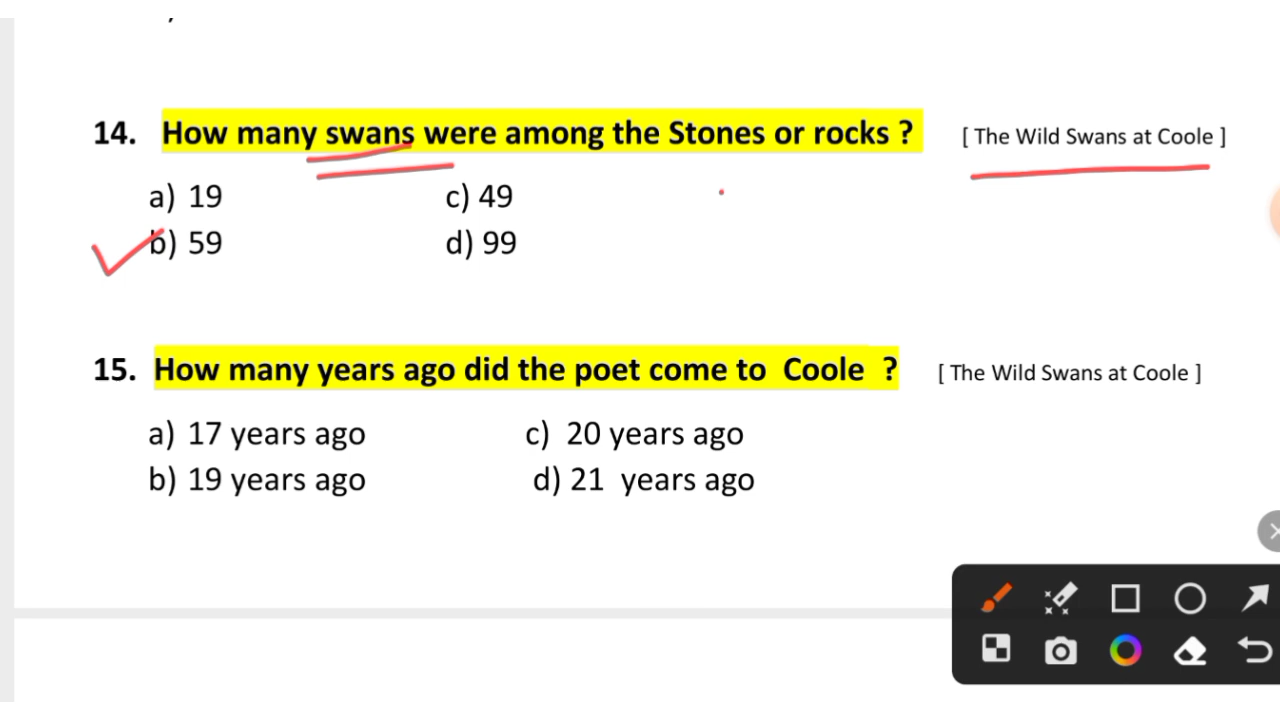 14. How many swans were among the Stones or rocks ? [ The Wild Swans at Coole ]
a) 19 c) 49
b) 59 d) 99
15. How many years ago did the poet come to Coole ? [ The Wild Swans at Coole ]
a) 17 years ago c) 20 years ago
b) 19 years ago d) 21 years ago